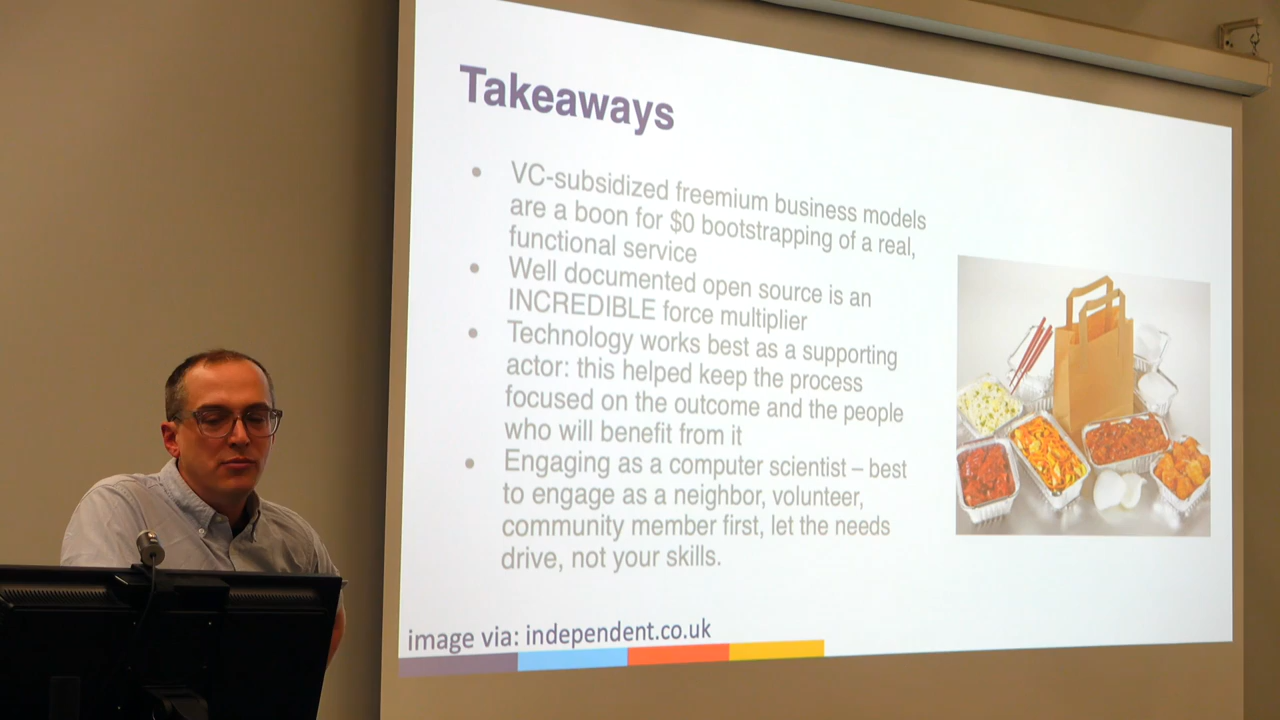 Takeaways
• VC-subsidized freemium business models
are a boon for $0 bootstrapping of a real,
functional service
• Well documented open source is an
INCREDIBLE force multiplier
• Technology works best as a supporting
actor: this helped keep the process
focused on the outcome and the people
who will benefit from it
• Engaging as a computer scientist – best
to engage as a neighbor, volunteer,
community member first, let the needs
drive, not your skills.
image via: independent.co.uk